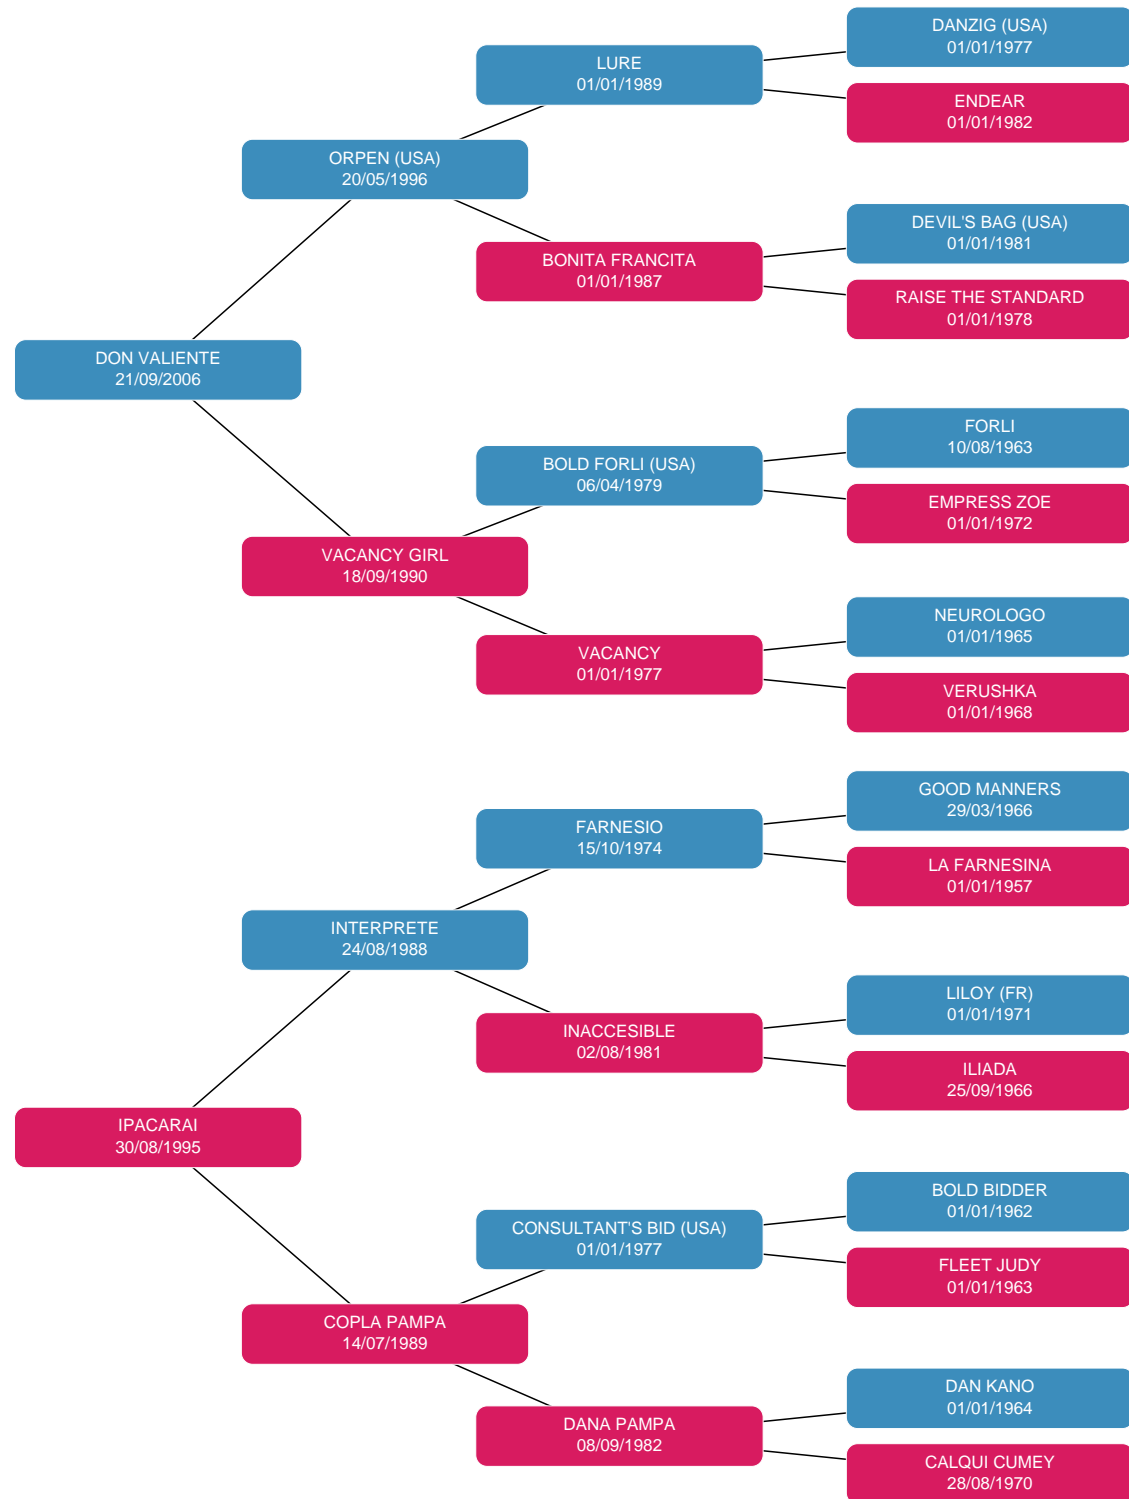 DANZIG (USA)
01/01/1977
LURE
01/01/1989
ENDEAR
01/01/1982
ORPEN (USA)
20/05/1996
DEVIL'S BAG (USA)
01/01/1981
BONITA FRANCITA
01/01/1987
RAISE THE STANDARD
01/01/1978
DON VALIENTE
21/09/2006
FORLI
10/08/1963
BOLD FORLI (USA)
06/04/1979
EMPRESS ZOE
01/01/1972
VACANCY GIRL
18/09/1990
NEUROLOGO
01/01/1965
VACANCY
01/01/1977
VERUSHKA
01/01/1968
GOOD MANNERS
29/03/1966
FARNESIO
15/10/1974
LA FARNESINA
01/01/1957
INTERPRETE
24/08/1988
LILOY (FR)
01/01/1971
INACCESIBLE
02/08/1981
ILIADA
25/09/1966
IPACARAI
30/08/1995
BOLD BIDDER
01/01/1962
CONSULTANT'S BID (USA)
01/01/1977
FLEET JUDY
01/01/1963
COPLA PAMPA
14/07/1989
DAN KANO
01/01/1964
DANA PAMPA
08/09/1982
CALQUI CUMEY
28/08/1970